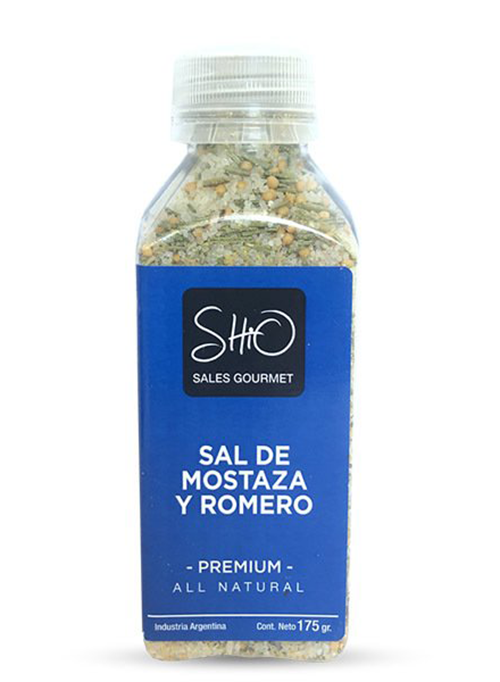 SHiO
SALES GOURMET
SAL DE
MOSTAZA
Y ROMERO
- PREMIUM -
ALL NATURAL
Industria Argentina Cont. Neto 175 gr.